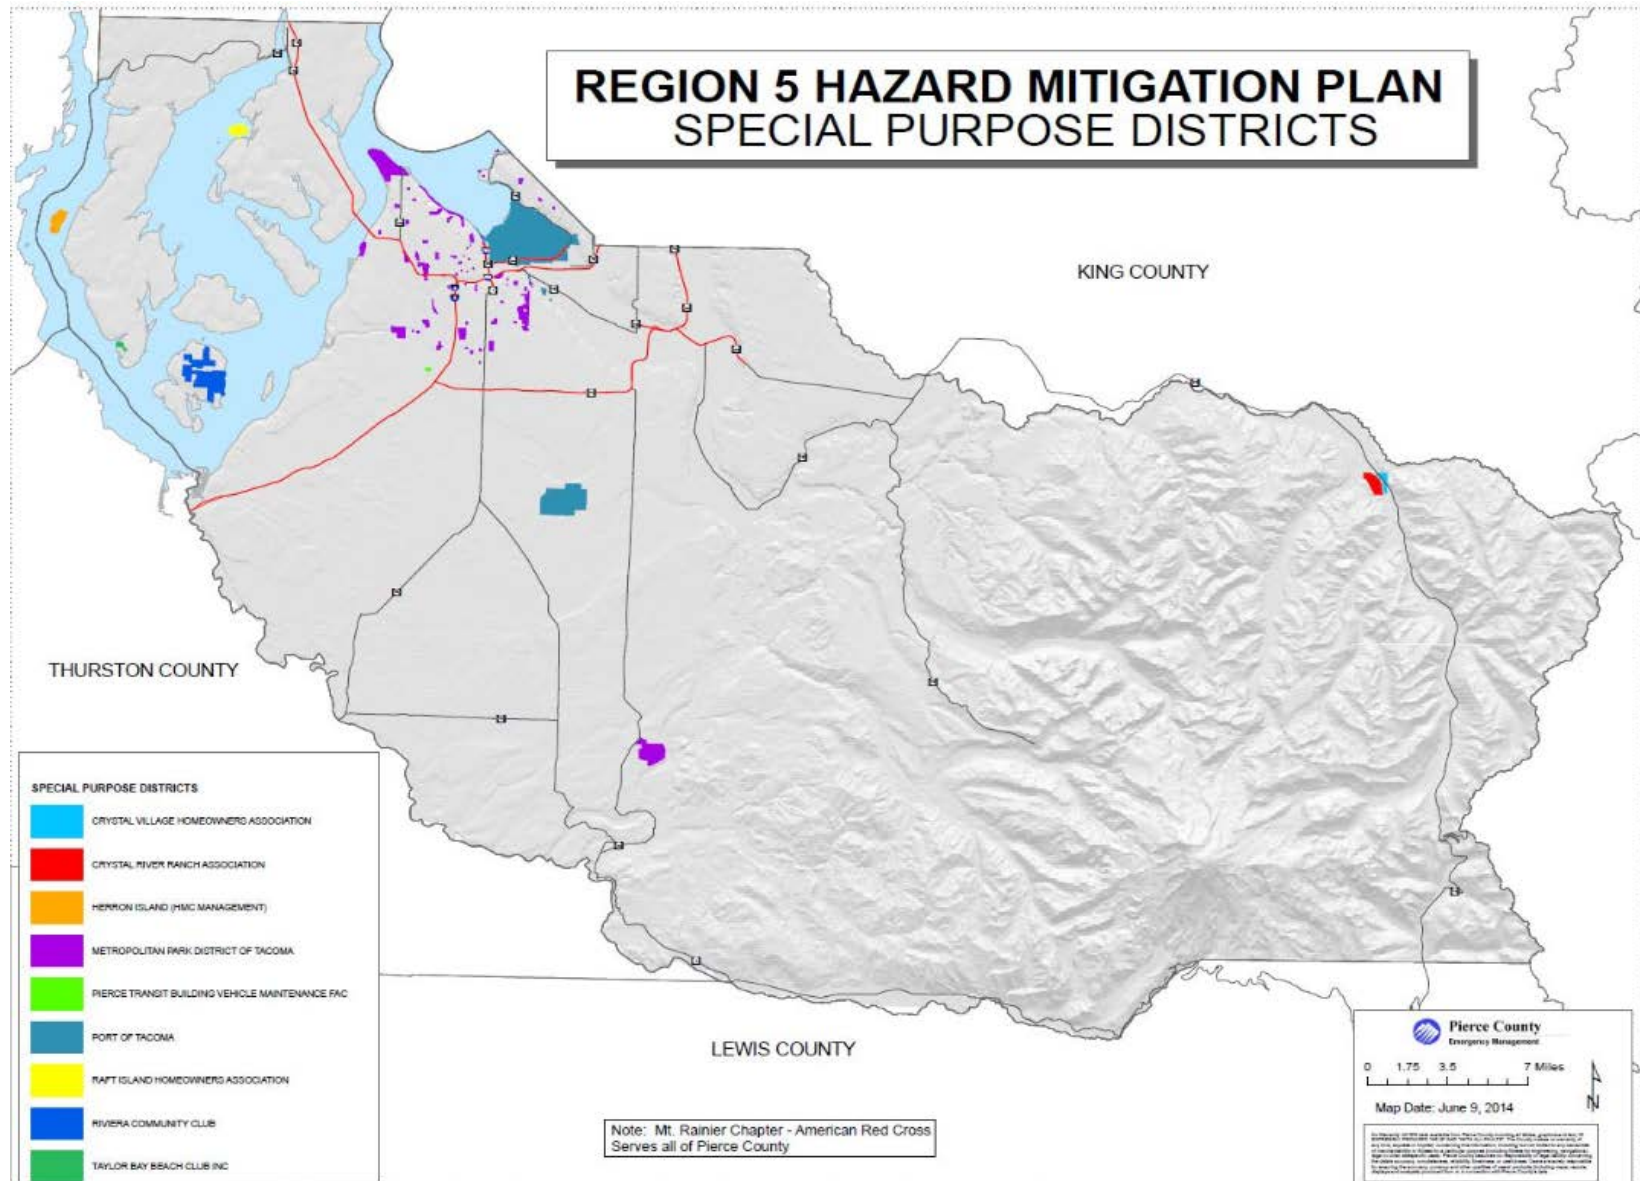 REGION 5 HAZARD MITIGATION PLAN
SPECIAL PURPOSE DISTRICTS
KING COUNTY
THURSTON COUNTY
LEWIS COUNTY
SPECIAL PURPOSE DISTRICTS
CRYSTAL VILLAGE HOMEOWNERS ASSOCIATION
CRYSTAL RIVER RANCH ASSOCIATION
HERRON ISLAND (HMC MANAGEMENT)
METROPOLITAN PARK DISTRICT OF TACOMA
PIERCE TRANSIT BUILDING VEHICLE MAINTENANCE FAC
PORT OF TACOMA
RAFT ISLAND HOMEOWNERS ASSOCIATION
RIVIERA COMMUNITY CLUB
TAYLOR BAY BEACH CLUB INC
Note: Mt. Rainier Chapter - American Red Cross
Serves all of Pierce County
Pierce County
Emergency Management
0 1.75 3.5 7 Miles
N
Map Date: June 9, 2014